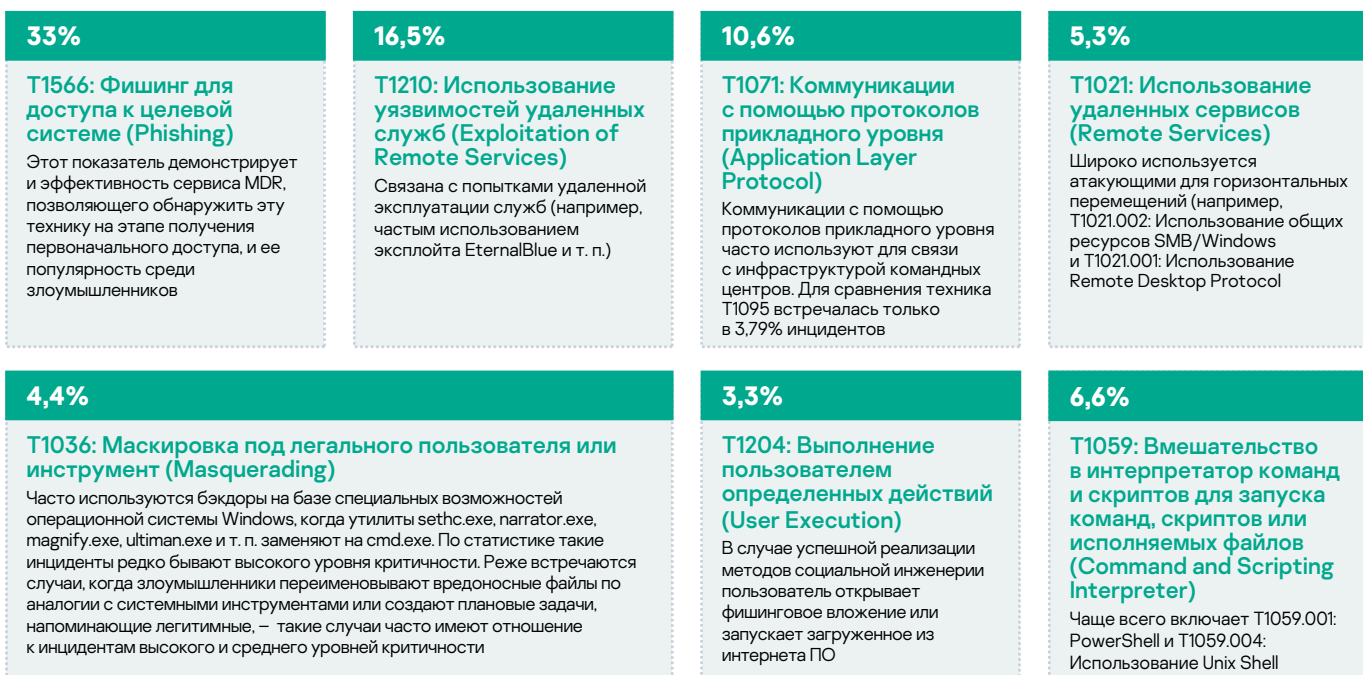 33%
T1566: Фишинг для
доступа к целевой
системе (Phishing)
Этот показатель демонстрирует
и эффективность сервиса MDR,
позволяющего обнаружить эту
технику на этапе получения
первоначального доступа, и ее
популярность среди
злоумышленников
16,5%
T1210: Использование
уязвимостей удаленных
служб (Exploitation of
Remote Services)
Связана с попытками удаленной
эксплуатации служб (например,
частым использованием
эксплойта EternalBlue и т. п.)
10,6%
T1071: Коммуникации
с помощью протоколов
прикладного уровня
(Application Layer
Protocol)
Коммуникации с помощью
протоколов прикладного уровня
часто используют для связи
с инфраструктурой командных
центров. Для сравнения техника
T1095 встречалась только
в 3,79% инцидентов
5,3%
T1021: Использование
удаленных сервисов
(Remote Services)
Широко используется
атакующими для горизонтальных
перемещений (например,
T1021.002: Использование общих
ресурсов SMB/Windows
и T1021.001: Использование
Remote Desktop Protocol
4,4%
T1036: Маскировка под легального пользователя или
инструмент (Masquerading)
Часто используются бэкдоры на базе специальных возможностей
операционной системы Windows, когда утилиты sethc.exe, narrator.exe,
magnify.exe, ultiman.exe и т. п. заменяют на cmd.exe. По статистике такие
инциденты редко бывают высокого уровня критичности. Реже встречаются
случаи, когда злоумышленники переименовывают вредоносные файлы по
аналогии с системными инструментами или создают плановые задачи,
напоминающие легитимные, – такие случаи часто имеют отношение
к инцидентам высокого и среднего уровней критичности
3,3%
T1204: Выполнение
пользователем
определенных действий
(User Execution)
В случае успешной реализации
методов социальной инженерии
пользователь открывает
фишинговое вложение или
запускает загруженное из
интернета ПО
6,6%
T1059: Вмешательство
в интерпретатор команд
и скриптов для запуска
команд, скриптов или
исполняемых файлов
(Command and Scripting
Interpreter)
Чаще всего включает T1059.001:
PowerShell и T1059.004:
Использование Unix Shell